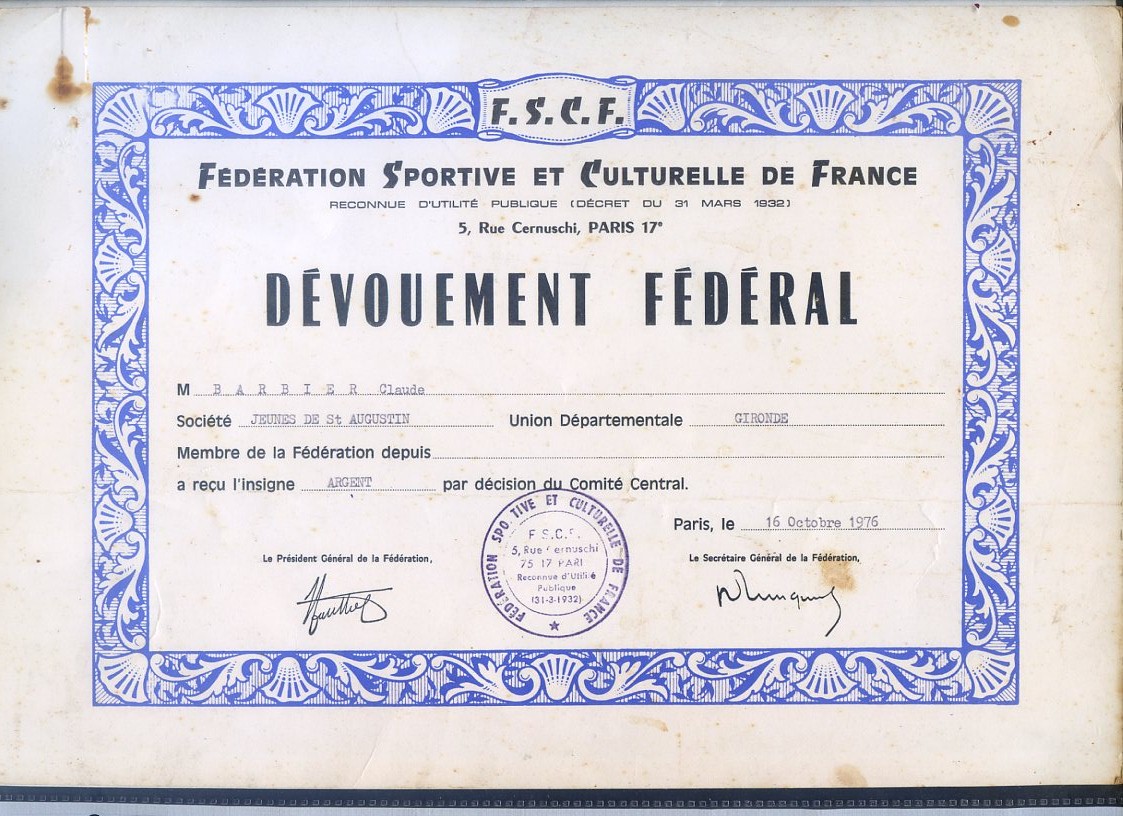 F.S.C.F.
FÉDÉRATION SPORTIVE ET CULTURELLE DE FRANCE
RECONNUE D'UTILITÉ PUBLIQUE (DÉCRET DU 31 MARS 1932)
5, Rue Cernuschi, PARIS 17e
DÉVOUEMENT FÉDÉRAL
M BARBIER Claude
Société JEUNES DE St AUGUSTIN Union Départementale GIRONDE
Membre de la Fédération depuis
a reçu l'insigne ARGENT par décision du Comité Central.
Paris, le 16 Octobre 1976
Le Président Général de la Fédération, Le Secrétaire Général de la Fédération,
FÉDÉRATION SPO TIVE ET CULTURELLE DE FRANCE
F S.C.F.
5, Rue Cernuschi
75 17 PARI
Reconnue d'Utilité
Publique
(31-3-1932)